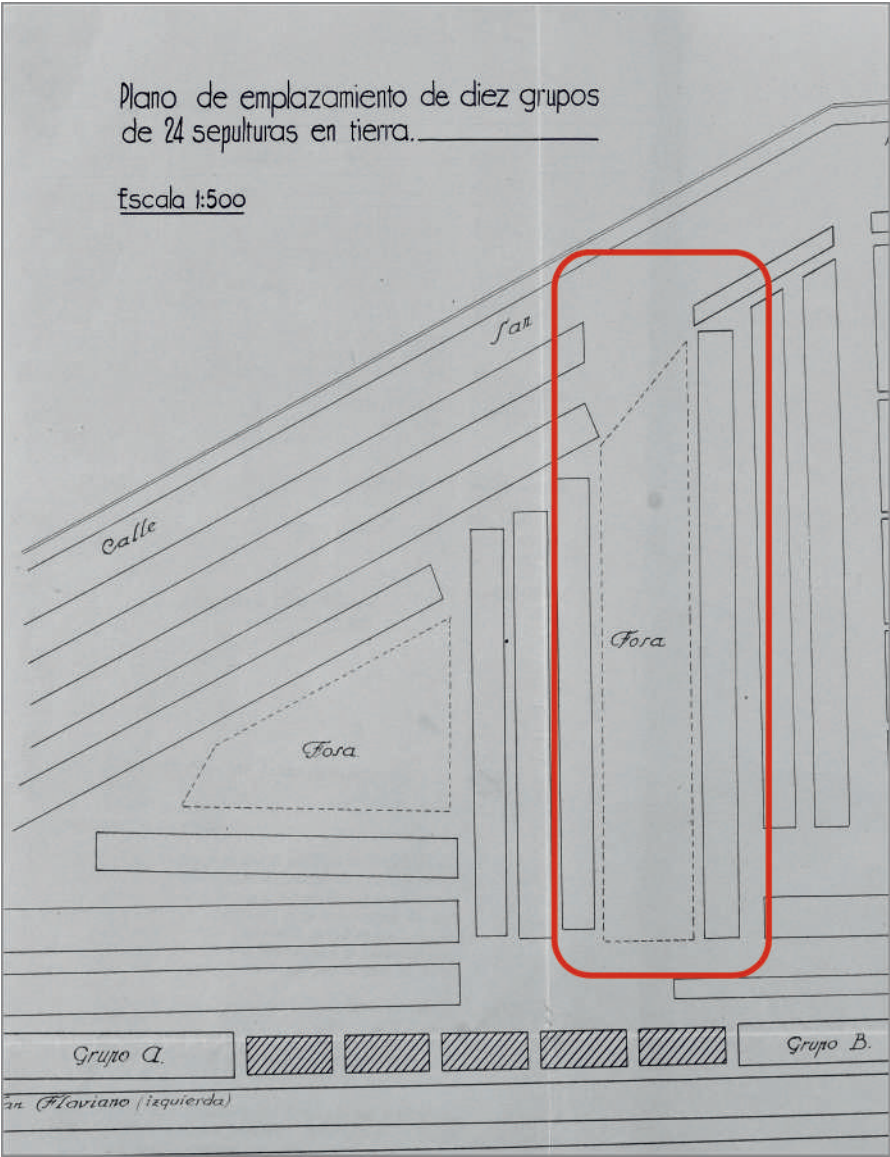 Plano de emplazamiento de diez grupos
de 24 sepulturas en tierra.
Escala 1:500
San
Calle
Fosa
Fosa
Grupo A.
Grupo B.
Flaviano (izquierda)